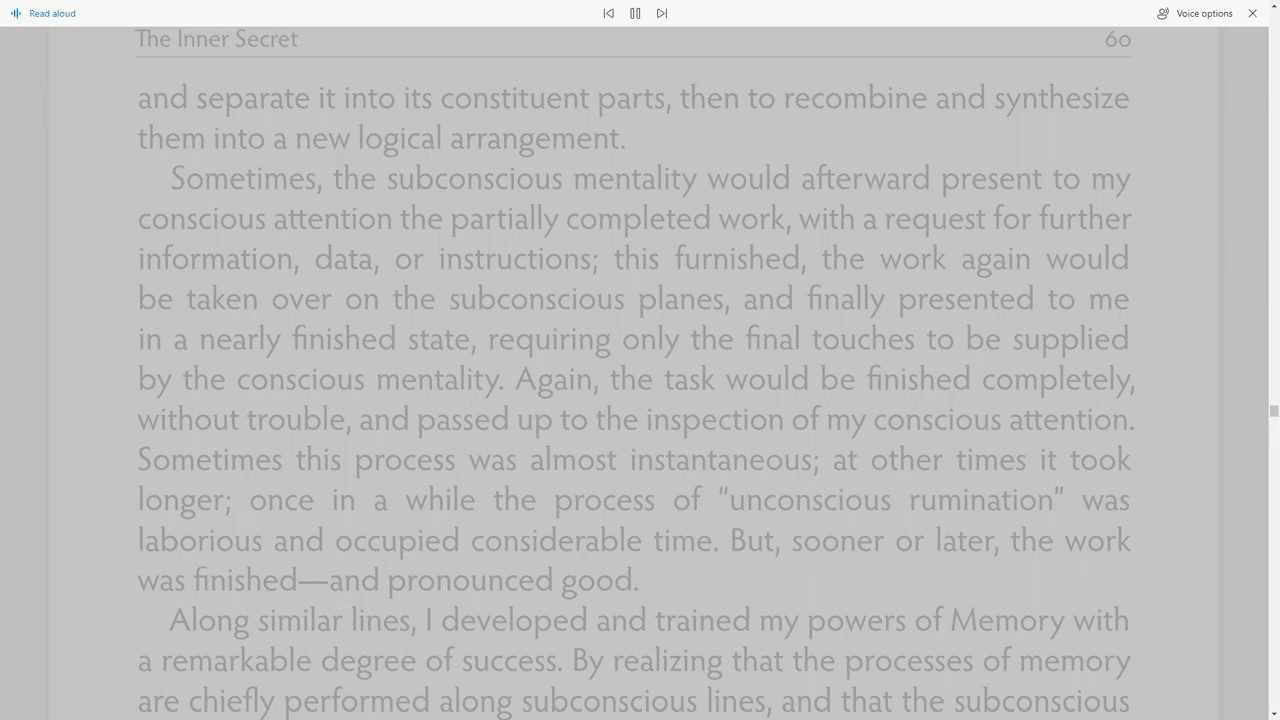 Read aloud
Voice options
The Inner Secret 60
and separate it into its constituent parts, then to recombine and synthesize
them into a new logical arrangement.
Sometimes, the subconscious mentality would afterward present to my
conscious attention the partially completed work, with a request for further
information, data, or instructions; this furnished, the work again would
be taken over on the subconscious planes, and finally presented to me
in a nearly finished state, requiring only the final touches to be supplied
by the conscious mentality. Again, the task would be finished completely,
without trouble, and passed up to the inspection of my conscious attention.
Sometimes this process was almost instantaneous; at other times it took
longer; once in a while the process of “unconscious rumination” was
laborious and occupied considerable time. But, sooner or later, the work
was finished—and pronounced good.
Along similar lines, I developed and trained my powers of Memory with
a remarkable degree of success. By realizing that the processes of memory
are chiefly performed along subconscious lines, and that the subconscious